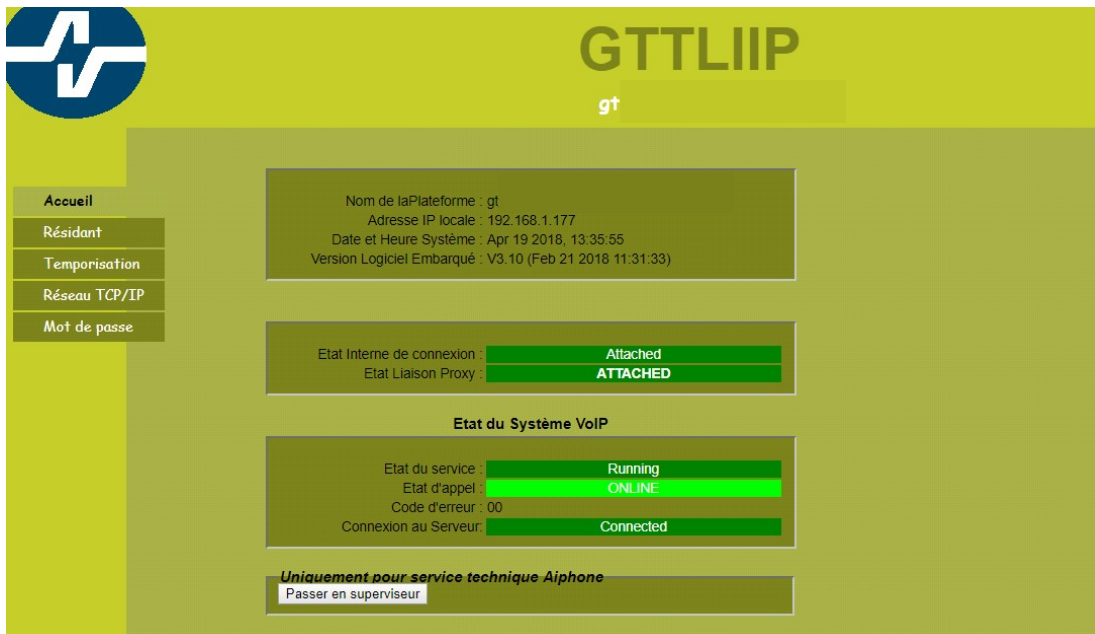 GTTLIIP
gt
Accueil
Résidant
Temporisation
Réseau TCP/IP
Mot de passe
Nom de laPlateforme : gt
Adresse IP locale : 192.168.1.177
Date et Heure Système : Apr 19 2018, 13:35:55
Version Logiciel Embarqué : V3.10 (Feb 21 2018 11:31:33)
Etat Interne de connexion : Attached
Etat Liaison Proxy : ATTACHED
Etat du Système VoIP
Etat du service : Running
Etat d'appel : ONLINE
Code d'erreur : 00
Connexion au Serveur: Connected
Uniquement pour service technique Aiphone
Passer en superviseur